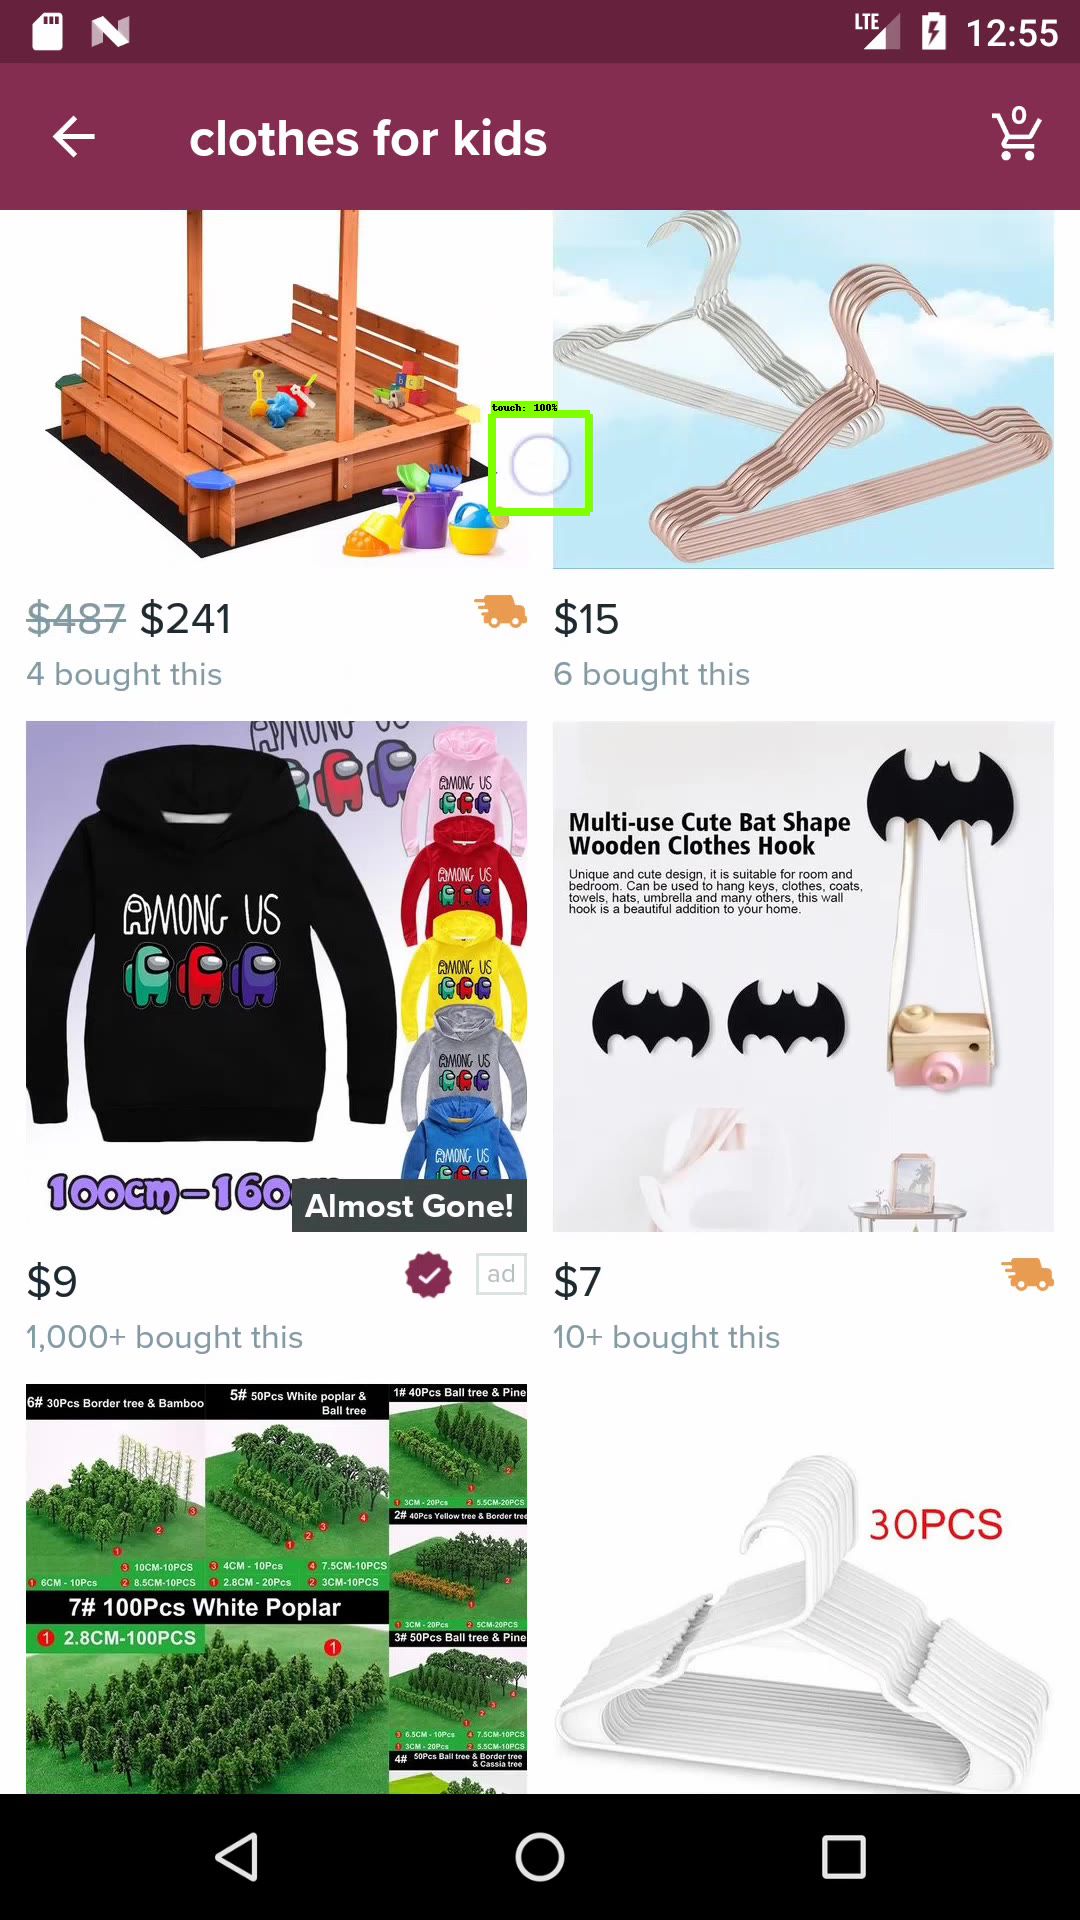 LTE 12:55
clothes for kids
0
touch: 100%
$487 $241
4 bought this
$15
6 bought this
AMONG US
AMONG US
AMONG US
AMONG US
AMONG US
AMONG US
AMONG US
100cm-160
Almost Gone!
$9
ad
1,000+ bought this
Multi-use Cute Bat Shape
Wooden Clothes Hook
Unique and cute design, it is suitable for room and
bedroom. Can be used to hang keys, clothes, coats,
towels, hats, umbrella and many others, this wall
hook is a beautiful addition to your home.
$7
10+ bought this
6# 30Pcs Border tree & Bamboo
3 10CM-10PCS
1 6CM - 10Pcs 2 8.5CM-10PCS
5# 50Pcs White poplar &
Ball tree
3 4CM - 10Pcs 4 7.5CM-10PCS
1 2.8CM - 20Pcs 2 3CM-10PCS
1# 40Pcs Ball tree & Pine
1 3CM - 20Pcs 2 5.5CM-20PCS
2# 40Pcs Yellow tree & Border tree
1 3CM - 20Pcs 2 5CM-20PCS
7# 100Pcs White Poplar
1 2.8CM-100PCS
1
3# 50Pcs Ball tree & Pine
3 6.5CM - 10Pcs 4 7.5CM-10PCS
1 3CM - 20Pcs 2 5.5CM-10PCS
4# 50Pcs Ball tree & Border tree
& Cassia tree
30PCS